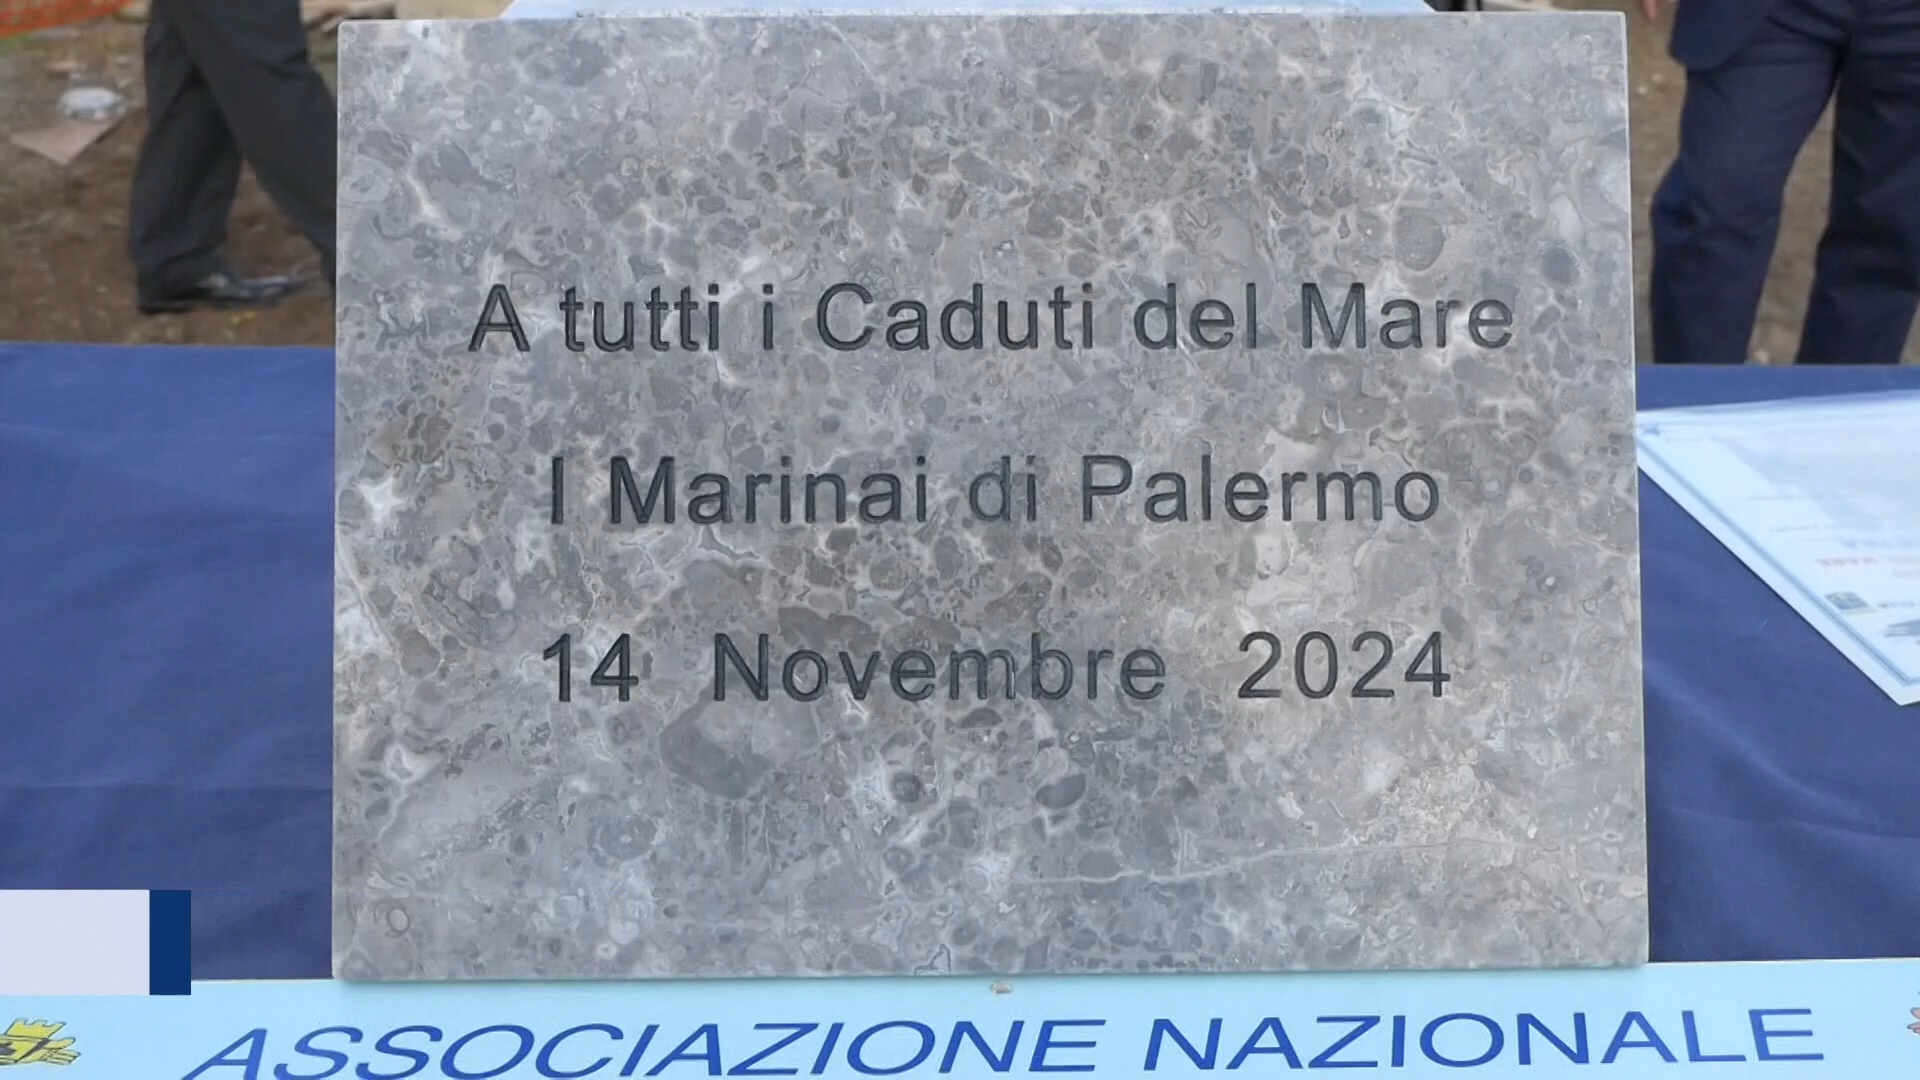 A tutti i Caduti del Mare
I Marinai di Palermo
14 Novembre 2024
ASSOCIAZIONE NAZIONALE